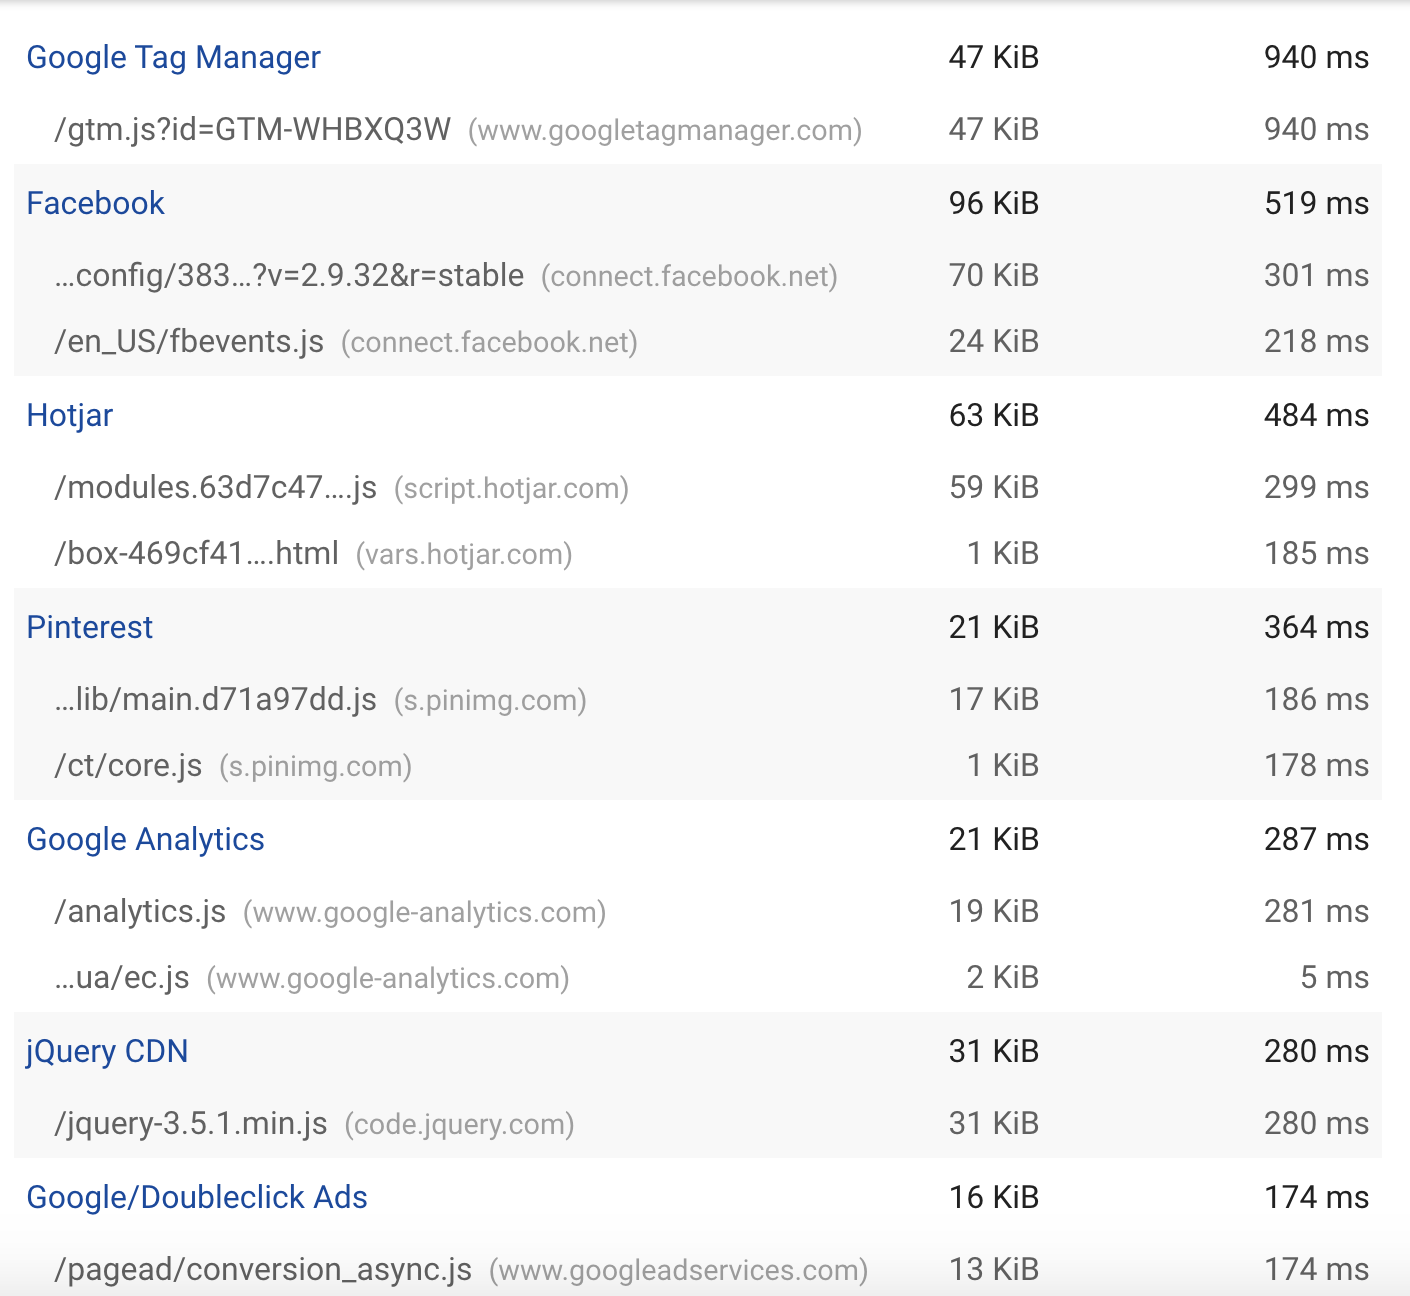 Google Tag Manager 47 KiB 940 ms
/gtm.js?id=GTM-WHBXQ3W (www.googletagmanager.com) 47 KiB 940 ms
Facebook 96 KiB 519 ms
…config/383…?v=2.9.32&r=stable (connect.facebook.net) 70 KiB 301 ms
/en_US/fbevents.js (connect.facebook.net) 24 KiB 218 ms
Hotjar 63 KiB 484 ms
/modules.63d7c47….js (script.hotjar.com) 59 KiB 299 ms
/box-469cf41….html (vars.hotjar.com) 1 KiB 185 ms
Pinterest 21 KiB 364 ms
…lib/main.d71a97dd.js (s.pinimg.com) 17 KiB 186 ms
/ct/core.js (s.pinimg.com) 1 KiB 178 ms
Google Analytics 21 KiB 287 ms
/analytics.js (www.google-analytics.com) 19 KiB 281 ms
…ua/ec.js (www.google-analytics.com) 2 KiB 5 ms
jQuery CDN 31 KiB 280 ms
/jquery-3.5.1.min.js (code.jquery.com) 31 KiB 280 ms
Google/Doubleclick Ads 16 KiB 174 ms
/pagead/conversion_async.js (www.googleadservices.com) 13 KiB 174 ms